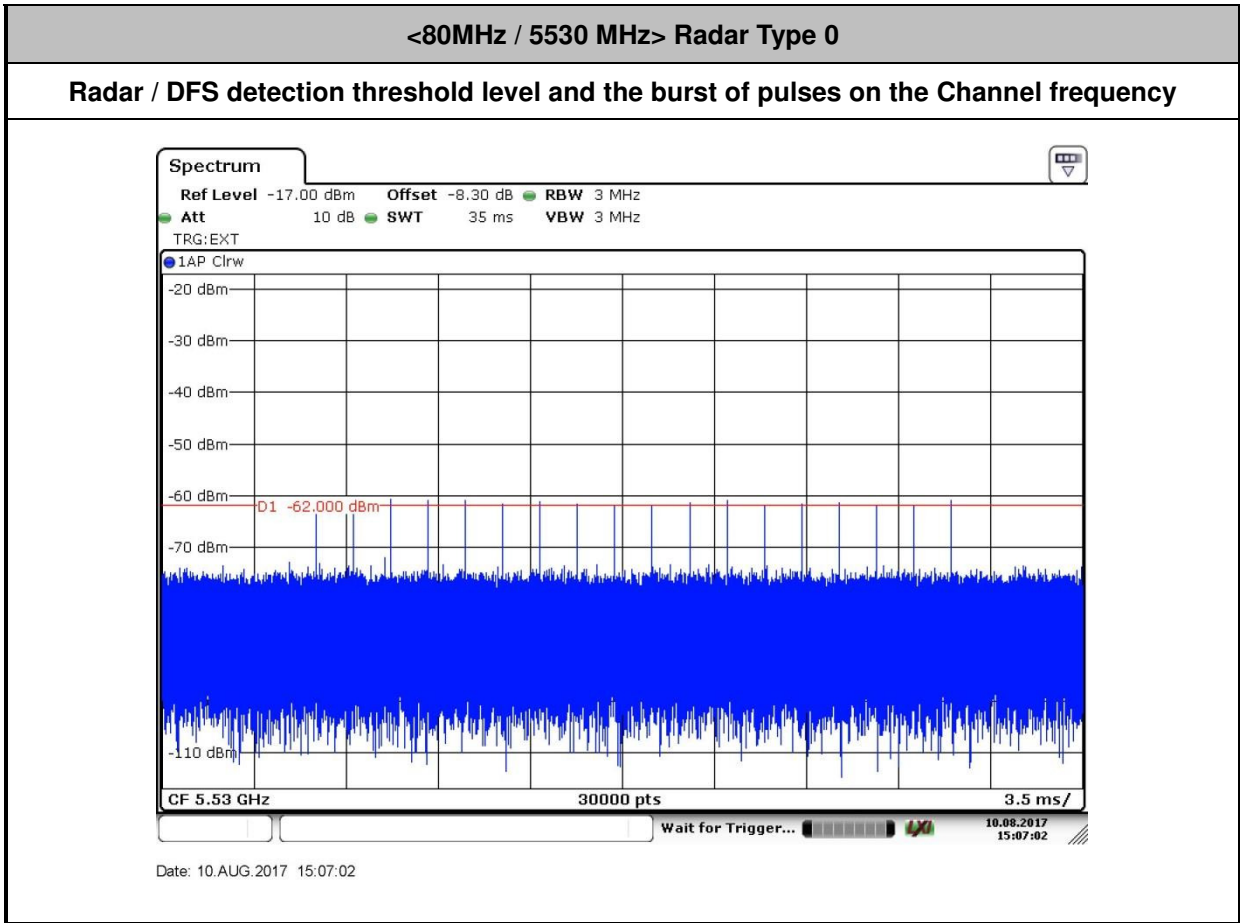 <80MHz / 5530 MHz> Radar Type 0
Radar / DFS detection threshold level and the burst of pulses on the Channel frequency
Spectrum
Ref Level -17.00 dBm Offset -8.30 dB RBW 3 MHz
Att 10 dB SWT 35 ms VBW 3 MHz
TRG:EXT
1AP Clrw
-20 dBm
-30 dBm
-40 dBm
-50 dBm
-60 dBm
D1 -62.000 dBm
-70 dBm
-110 dBm
CF 5.53 GHz 30000 pts 3.5 ms/
Wait for Trigger... LXI 10.08.2017
15:07:02
Date: 10.AUG.2017 15:07:02